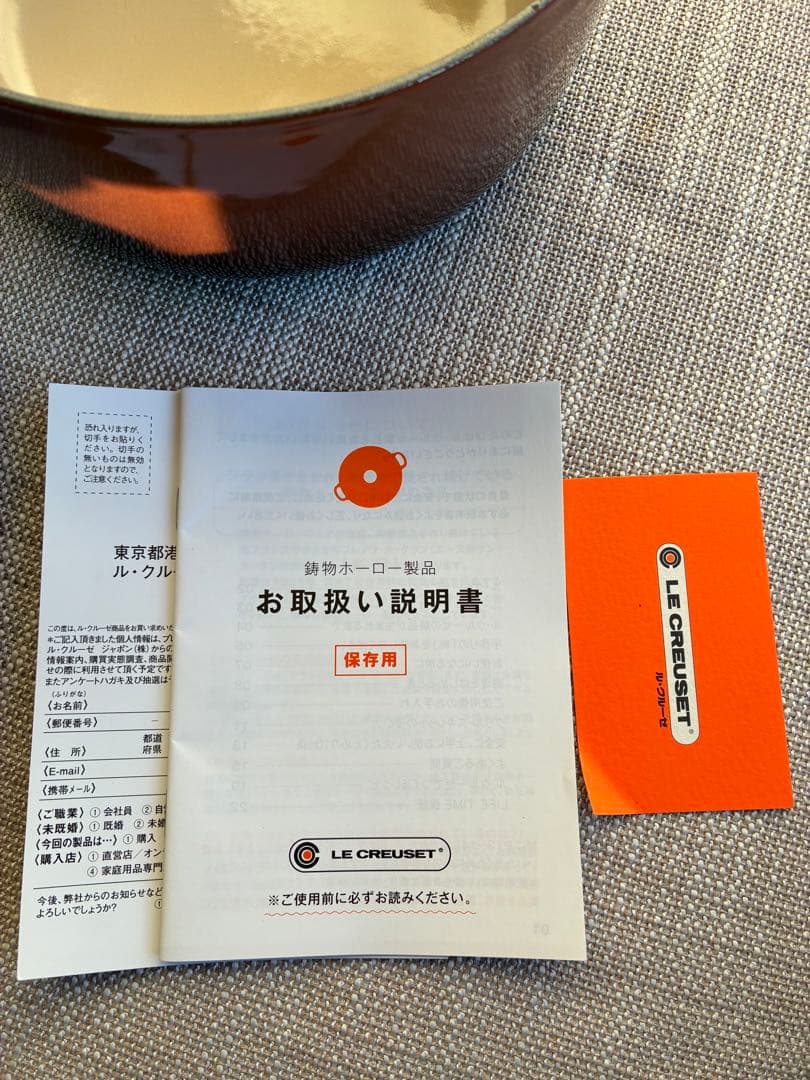 恐れ入りますが、
切手をお貼りく
ださい。切手の
無いものは無効
となりますので、
ご注意ください。
東京都港
ル・クル
この度は、ル・クルーゼ商品をお買い求めいた
＊ご記入頂きました個人情報は、プレ
ル・クルーゼ ジャポン(株)からの
情報案内、購買実態調査、商品開
せの際に利用させて頂く予定です
またアンケートハガキ及び抽選は
(ふりがな)
〈お名前〉
〈郵便番号〉 －
都道
〈住 所〉 府県
〈E-mail〉
〈携帯メール〉
〈ご職業〉 ① 会社員 ② 自営
〈未既婚〉 ① 既婚 ② 未婚
〈今回の製品は…〉 ① 購入
〈購入店〉 ① 直営店／オン
④ 家庭用品専門
今後、弊社からのお知らせなど
よろしいでしょうか？ ①
鋳物ホーロー製品
お取扱い説明書
保存用
LE CREUSET®
※ご使用前に必ずお読みください。
LE CREUSET®
ル・クルーゼ